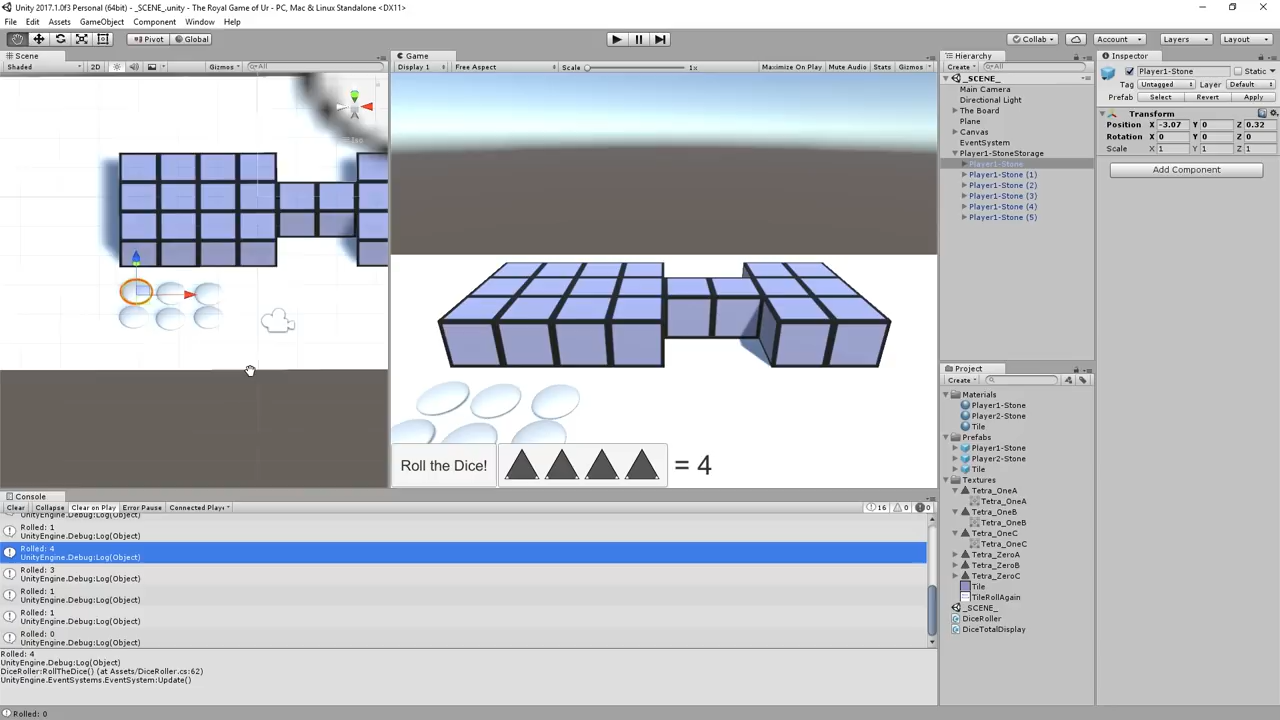 Unity 2017.1.0f3 Personal (64bit) - _SCENE_.unity - The Royal Game of Ur - PC, Mac & Linux Standalone <DX11>
File Edit Assets GameObject Component Window Help
Pivot Global Collab Account Layers Layout
Scene Game Hierarchy Inspector
Shaded 2D Gizmos All Display 1 Free Aspect Scale 1x Maximize On Play Mute Audio Stats Gizmos Create All
Player1-Stone Static
Tag Untagged Layer Default
Prefab Select Revert Apply
Transform
Position X -3.07 Y 0 Z 0.32
Rotation X 0 Y 0 Z 0
Scale X 1 Y 1 Z 1
Add Component
_SCENE_
Main Camera
Directional Light
The Board
Plane
Canvas
EventSystem
Player1-StoneStorage
Player1-Stone
Player1-Stone (1)
Player1-Stone (2)
Player1-Stone (3)
Player1-Stone (4)
Player1-Stone (5)
Iso
Roll the Dice! = 4
Project
Create
Materials
Player1-Stone
Player2-Stone
Tile
Prefabs
Player1-Stone
Player2-Stone
Tile
Textures
Tetra_OneA
Tetra_OneA
Tetra_OneB
Tetra_OneB
Tetra_OneC
Tetra_OneC
Tetra_ZeroA
Tetra_ZeroB
Tetra_ZeroC
Tile
TileRollAgain
_SCENE_
DiceRoller
DiceTotalDisplay
Console
Clear Collapse Clear on Play Error Pause Connected Player 16 0 0
UnityEngine.Debug:Log(Object)
Rolled: 1
UnityEngine.Debug:Log(Object)
Rolled: 4
UnityEngine.Debug:Log(Object)
Rolled: 3
UnityEngine.Debug:Log(Object)
Rolled: 1
UnityEngine.Debug:Log(Object)
Rolled: 1
UnityEngine.Debug:Log(Object)
Rolled: 0
UnityEngine.Debug:Log(Object)
Rolled: 4
UnityEngine.Debug:Log(Object)
DiceRoller:RollTheDice() (at Assets/DiceRoller.cs:62)
UnityEngine.EventSystems.EventSystem:Update()
Rolled: 0